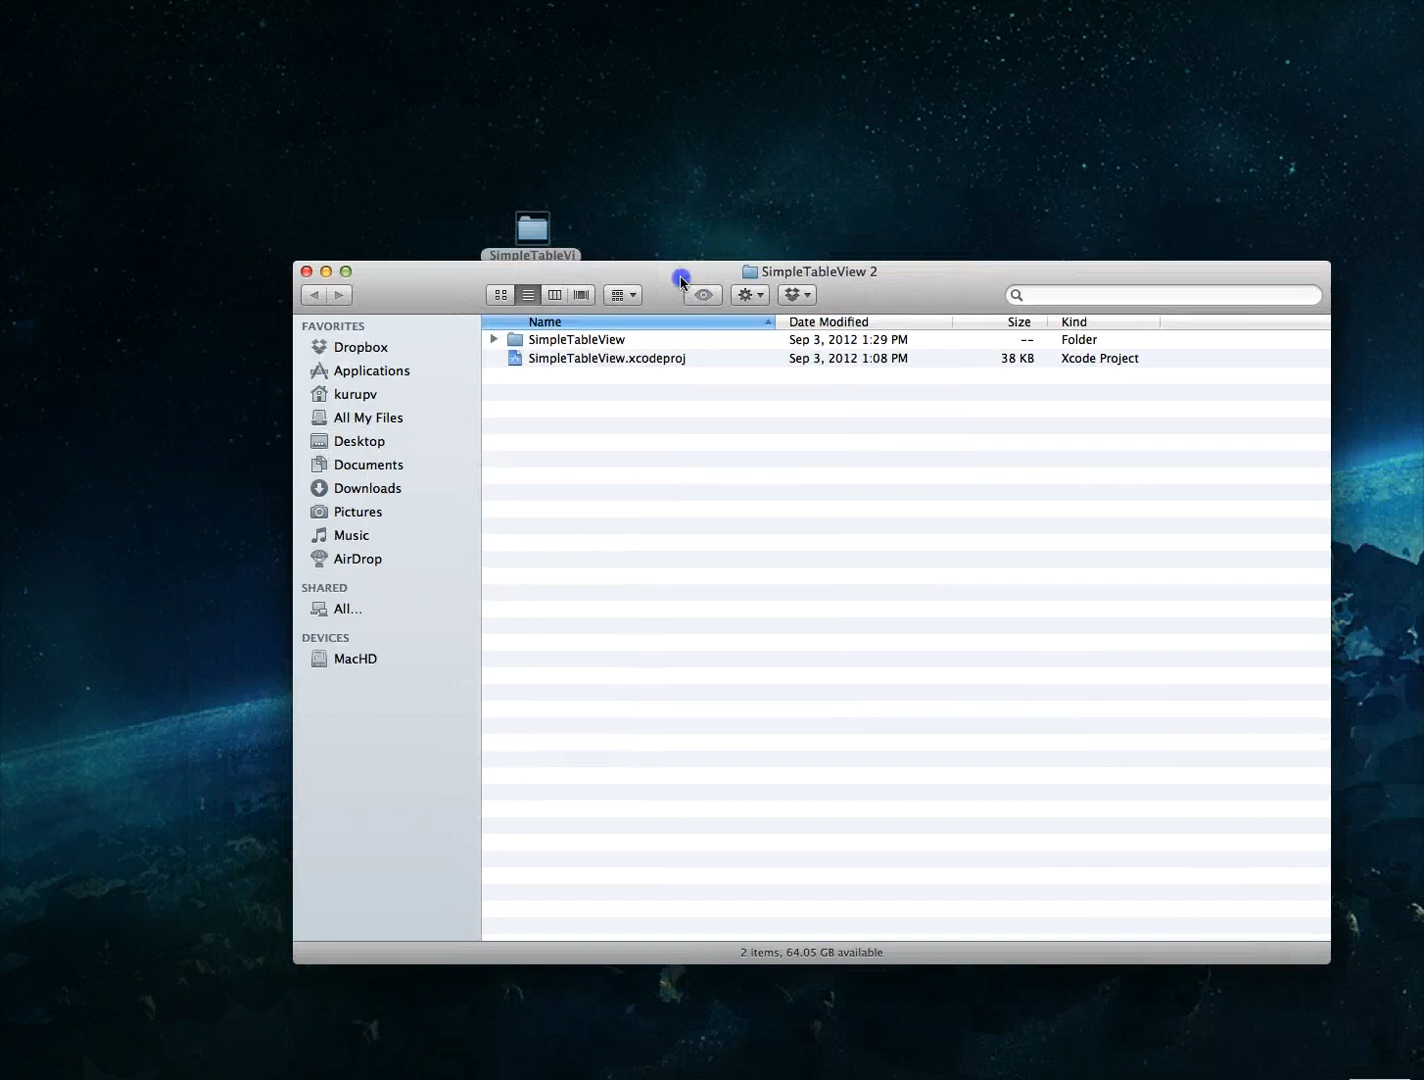 SimpleTableVi
SimpleTableView 2
Name Date Modified Size Kind
SimpleTableView Sep 3, 2012 1:29 PM -- Folder
SimpleTableView.xcodeproj Sep 3, 2012 1:08 PM 38 KB Xcode Project
FAVORITES
Dropbox
Applications
kurupv
All My Files
Desktop
Documents
Downloads
Pictures
Music
AirDrop
SHARED
All...
DEVICES
MacHD
2 items, 64.05 GB available